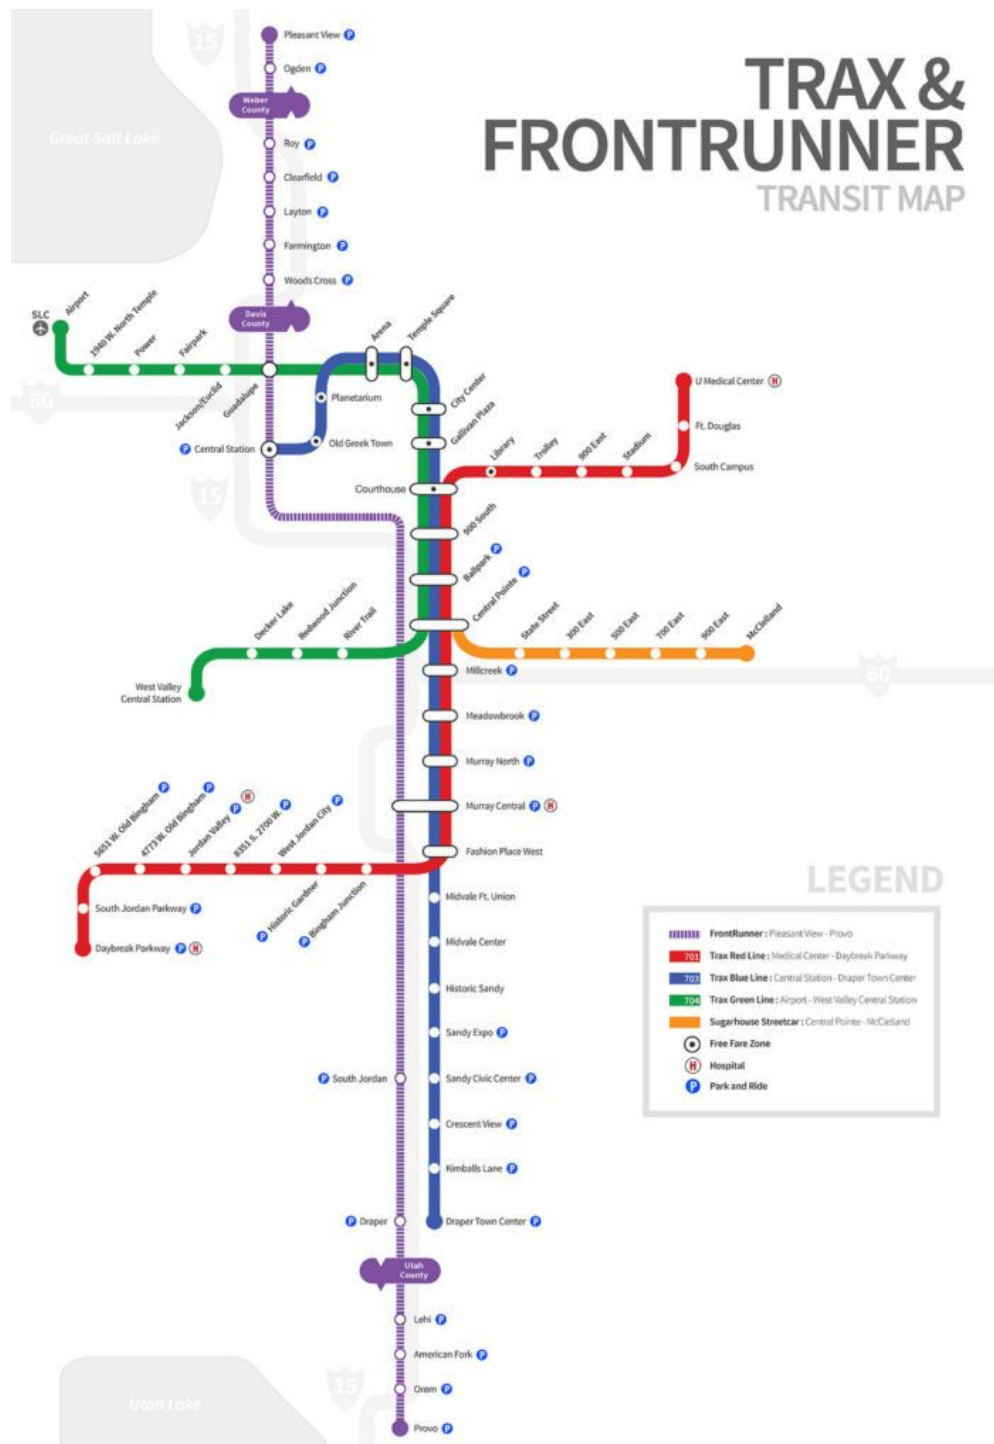 TRAX &
FRONTRUNNER
TRANSIT MAP
15
Great Salt Lake
Pleasant View P
Ogden P
Weber
County
Roy P
Clearfield P
Layton P
Farmington P
Woods Cross P
Davis
County
SLC
Airport
1940 W. North Temple
Power
Fairpark
Jackson/Euclid
Guadalupe
Arena
Temple Square
80
Planetarium
Old Greek Town
P Central Station
City Center
Gallivan Plaza
Courthouse
Library
Trolley
900 East
Stadium
U Medical Center H
Ft. Douglas
South Campus
15
900 South
Ballpark P
Central Pointe P
Decker Lake
Redwood Junction
River Trail
West Valley
Central Station
State Street
300 East
500 East
700 East
900 East
McClelland
80
Millcreek P
Meadowbrook P
Murray North P
Murray Central P H
Fashion Place West
5651 W. Old Bingham P
4773 W. Old Bingham P
Jordan Valley P H
8351 S. 2700 W. P
West Jordan City P
P Historic Gardner
P Bingham Junction
South Jordan Parkway P
Daybreak Parkway P H
Midvale Ft. Union
Midvale Center
Historic Sandy
Sandy Expo P
P South Jordan
Sandy Civic Center P
Crescent View P
Kimballs Lane P
P Draper
Draper Town Center P
Utah
County
Lehi P
American Fork P
Orem P
Provo P
15
Utah Lake
LEGEND
FrontRunner : Pleasant View - Provo
701 Trax Red Line : Medical Center - Daybreak Parkway
703 Trax Blue Line : Central Station - Draper Town Center
704 Trax Green Line : Airport - West Valley Central Station
Sugarhouse Streetcar : Central Pointe - McClelland
Free Fare Zone
H Hospital
P Park and Ride